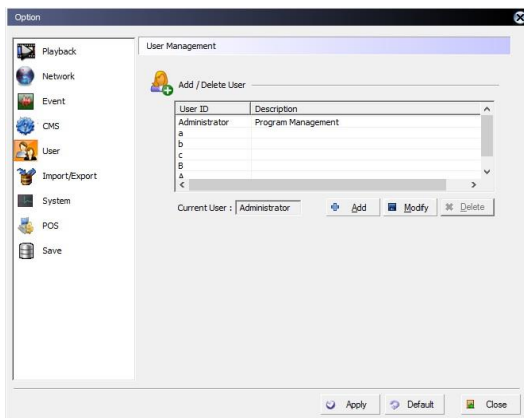 Option
Playback
Network
Event
CMS
User
Import/Export
System
POS
Save
User Management
Add / Delete User
User ID Description
Administrator Program Management
a
b
c
B
A
Current User : Administrator Add Modify Delete
Apply Default Close